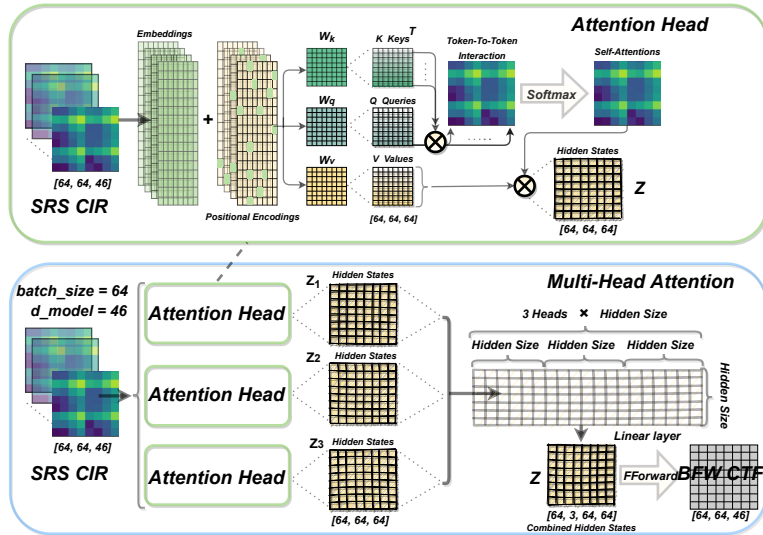 Attention Head
Embeddings
W_k
K Keys T
Token-To-Token
Interaction
Self-Attentions
+
W_q
Q Queries
Softmax
W_v
V Values
Hidden States
Z
[64, 64, 46]
SRS CIR
Positional Encodings
[64, 64, 64]
[64, 64, 64]
Multi-Head Attention
batch_size = 64
d_model = 46
[64, 64, 46]
SRS CIR
Attention Head
Attention Head
Attention Head
Z1
Hidden States
Z2
Hidden States
Z3
Hidden States
[64, 64, 64]
3 Heads × Hidden Size
Hidden Size Hidden Size Hidden Size
Hidden Size
Linear layer
Z
FForward
BFW CTF
[64, 3, 64, 64]
Combined Hidden States
[64, 64, 46]